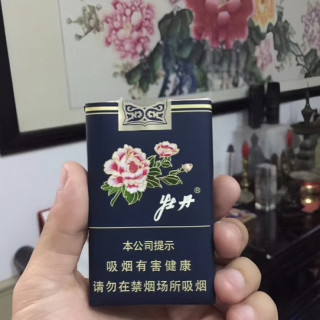 牡丹®
本公司提示
吸烟有害健康
请勿在禁烟场所吸烟